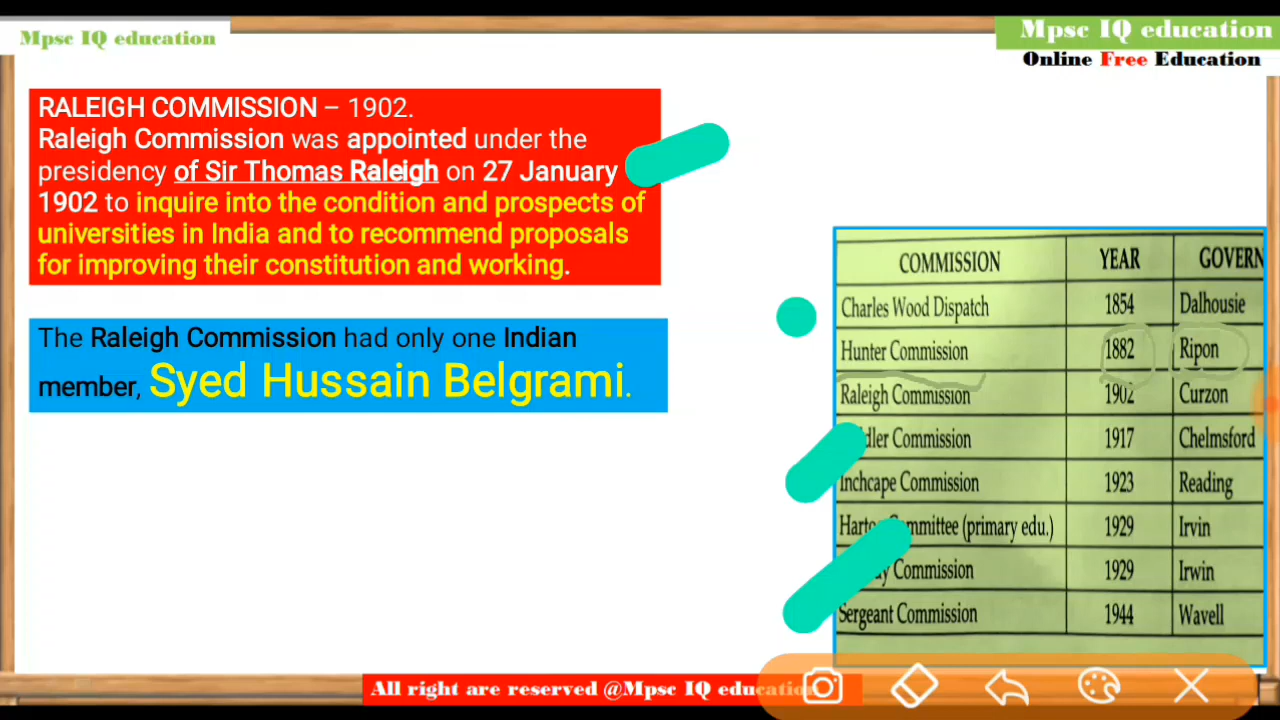 Mpsc IQ education
Mpsc IQ education
Online Free Education
RALEIGH COMMISSION – 1902.
Raleigh Commission was appointed under the
presidency of Sir Thomas Raleigh on 27 January
1902 to inquire into the condition and prospects of
universities in India and to recommend proposals
for improving their constitution and working.
The Raleigh Commission had only one Indian
member, Syed Hussain Belgrami.
COMMISSION YEAR GOVERN
Charles Wood Dispatch 1854 Dalhousie
Hunter Commission 1882 Ripon
Raleigh Commission 1902 Curzon
Commission 1917 Chelmsford
Inchcape Commission 1923 Reading
(primary edu.) 1929 Irvin
Commission 1929 Irwin
Sergeant Commission 1944 Wavell
All right are reserved @Mpsc IQ education